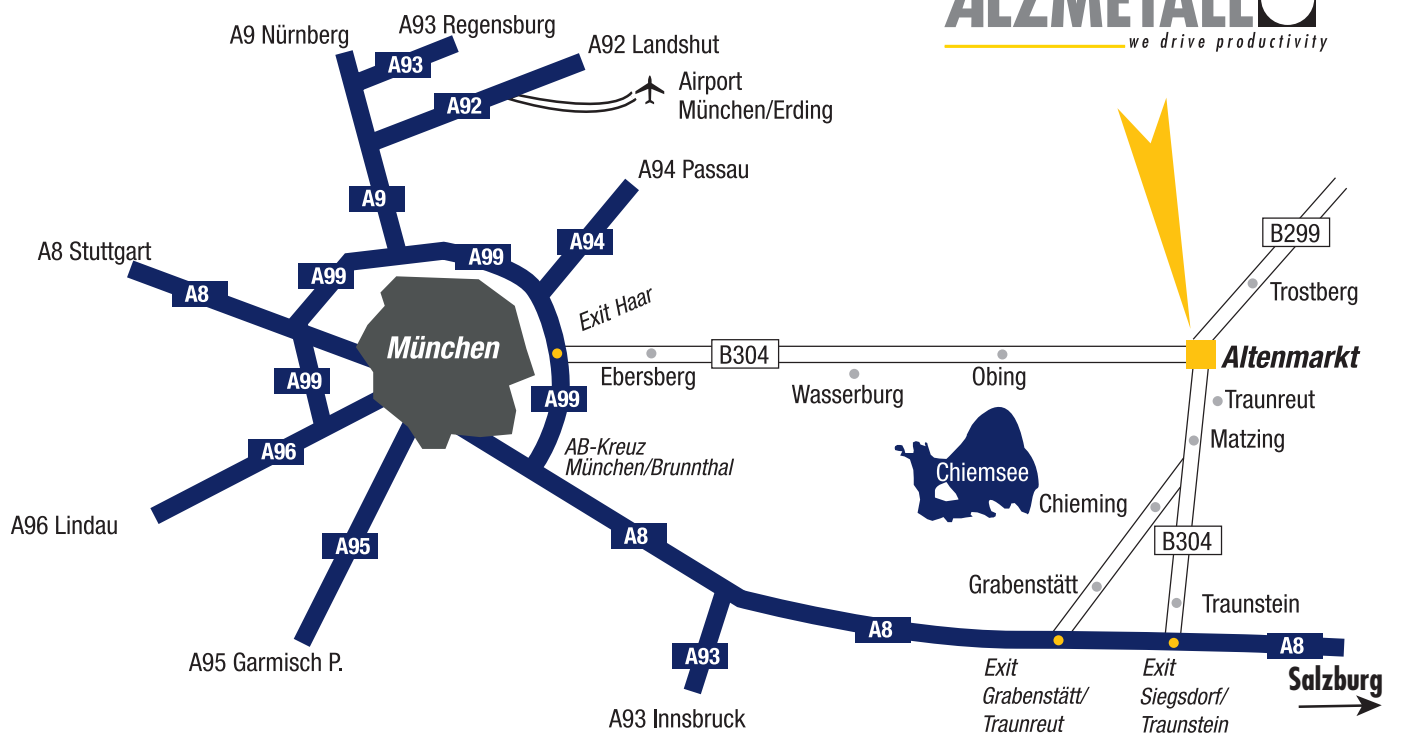 ALZMETALL
we drive productivity
A9 Nürnberg
A93 Regensburg
A92 Landshut
A93
A92
Airport
München/Erding
A9
A94 Passau
A94
A8 Stuttgart
A8
A99
A99
Exit Haar
München
B304
Ebersberg
Wasserburg
Obing
B299
Trostberg
Altenmarkt
Traunreut
Matzing
A99
A99
A96
A96 Lindau
AB-Kreuz
München/Brunnthal
A95
A95 Garmisch P.
A8
Chiemsee
Chieming
B304
Grabenstätt
Traunstein
A93
A93 Innsbruck
A8
A8
Exit
Grabenstätt/
Traunreut
Exit
Siegsdorf/
Traunstein
Salzburg